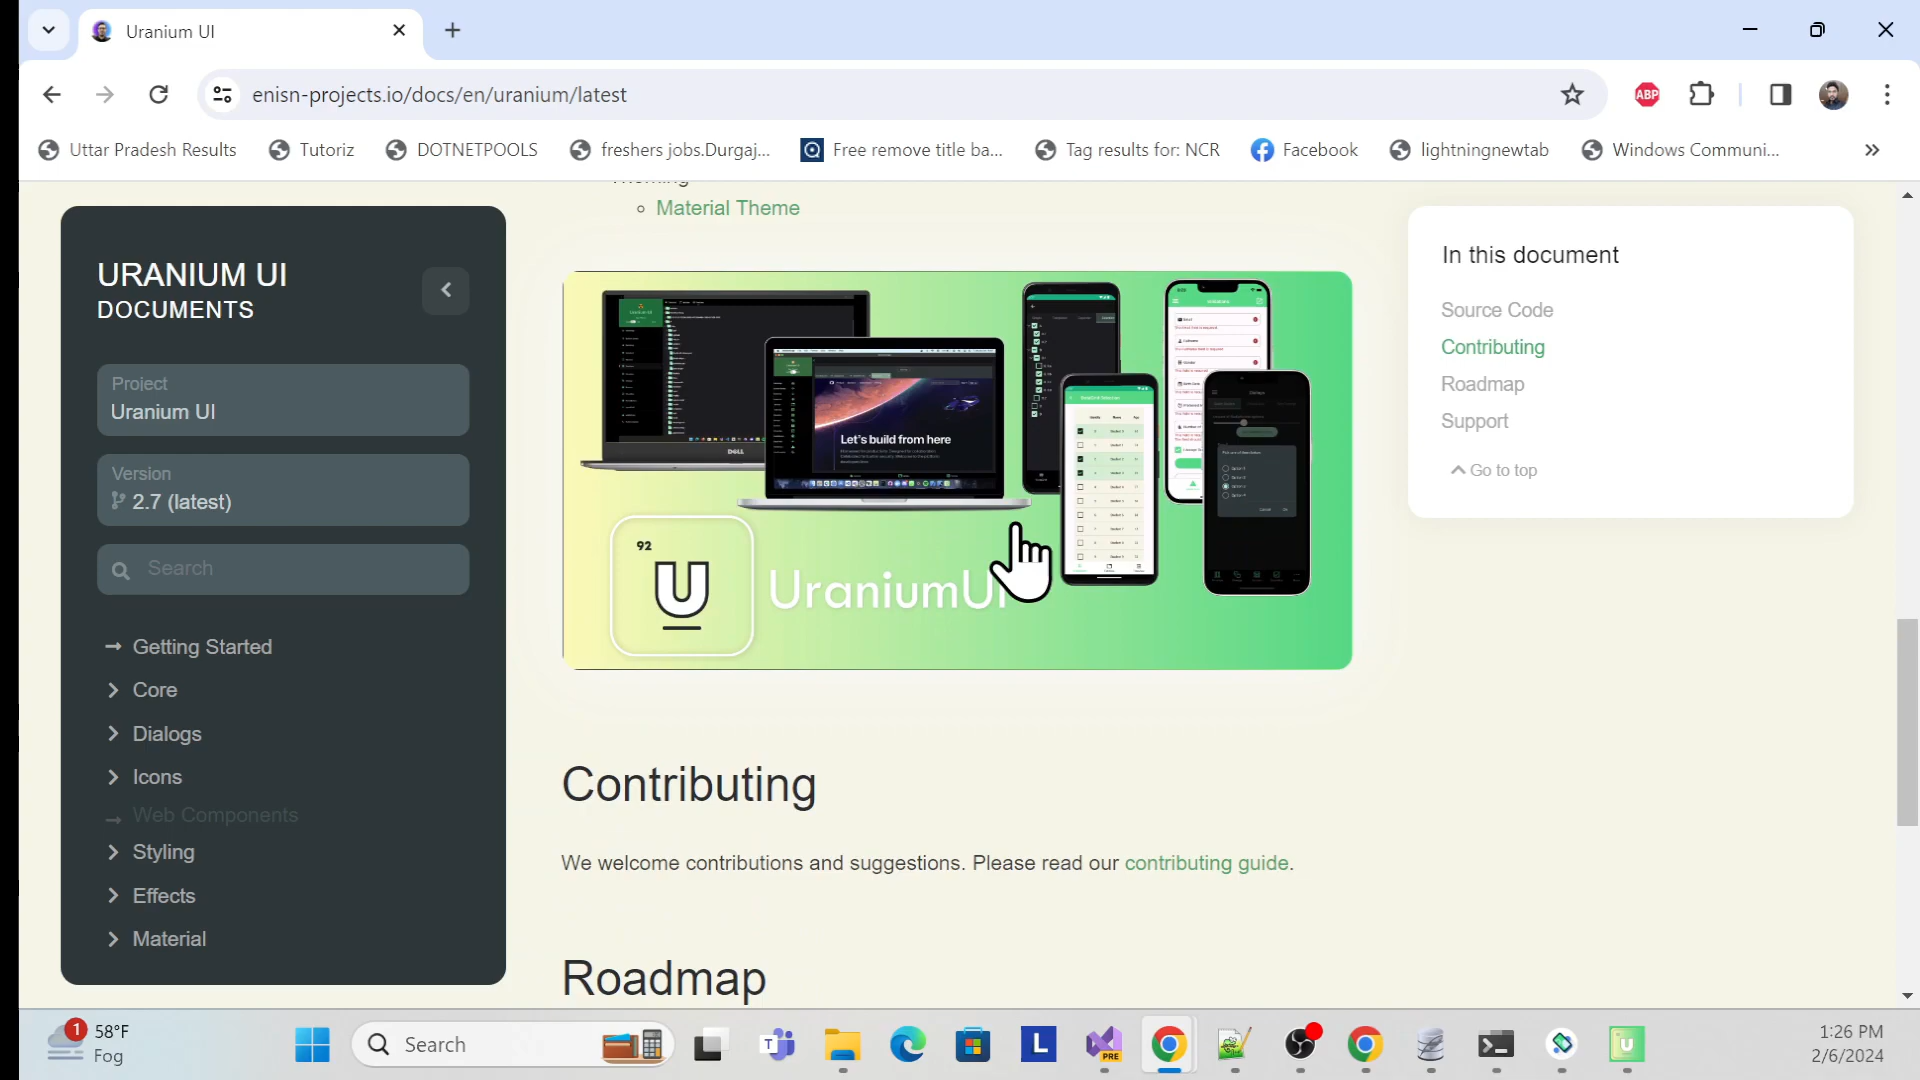 Uranium UI
enisn-projects.io/docs/en/uranium/latest
ABP
Uttar Pradesh Results
Tutoriz
DOTNETPOOLS
freshers jobs.Durgaj...
Free remove title ba...
Tag results for: NCR
Facebook
lightningnewtab
Windows Communi...
URANIUM UI
DOCUMENTS
Project
Uranium UI
Version
2.7 (latest)
Search
Getting Started
Core
Dialogs
Icons
Web Components
Styling
Effects
Material
Material Theme
DELL
Let's build from here
92
U
UraniumUI
Contributing
We welcome contributions and suggestions. Please read our contributing guide.
Roadmap
In this document
Source Code
Contributing
Roadmap
Support
Go to top
1
58°F
Fog
Search
L
PRE
1:26 PM
2/6/2024